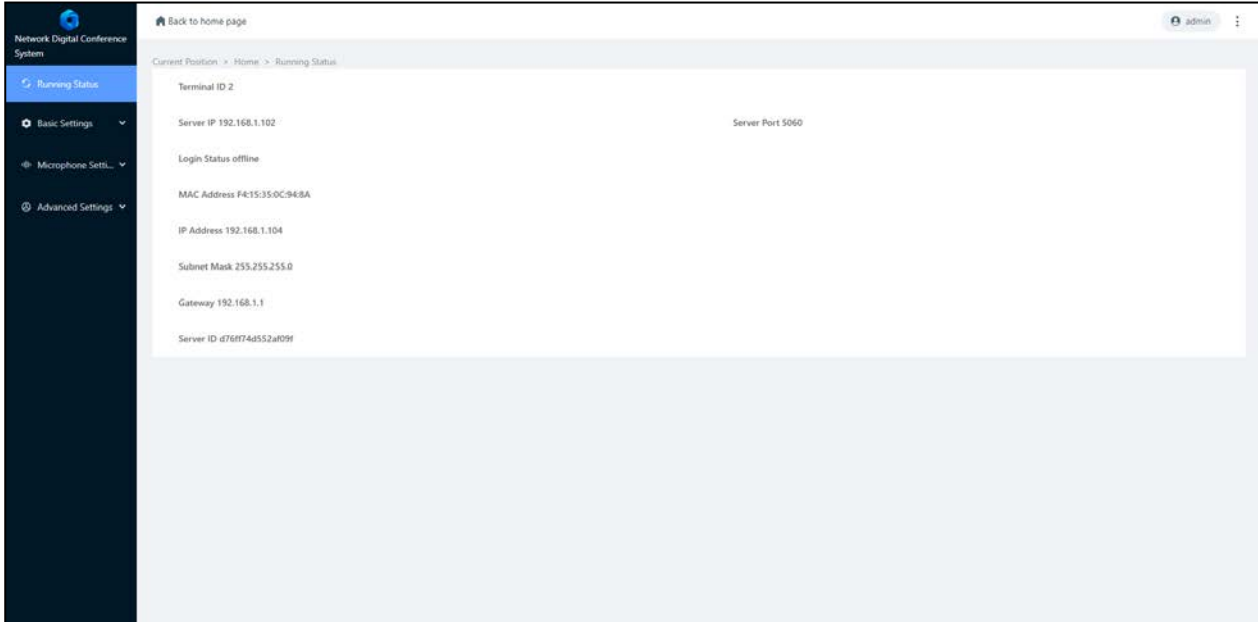 Network Digital Conference
System
Back to home page
admin
Current Position > Home > Running Status
Running Status
Basic Settings
Microphone Setti...
Advanced Settings
Terminal ID 2
Server IP 192.168.1.102
Server Port 5060
Login Status offline
MAC Address F4:15:35:0C:94:8A
IP Address 192.168.1.104
Subnet Mask 255.255.255.0
Gateway 192.168.1.1
Server ID d76ff74d552af09f